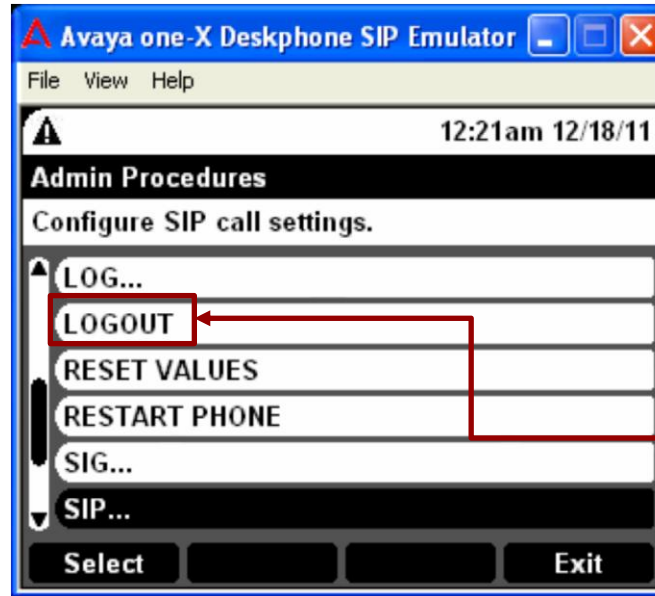 Avaya one-X Deskphone SIP Emulator
File View Help
12:21am 12/18/11
Admin Procedures
Configure SIP call settings.
LOG...
LOGOUT
RESET VALUES
RESTART PHONE
SIG...
SIP...
Select Exit